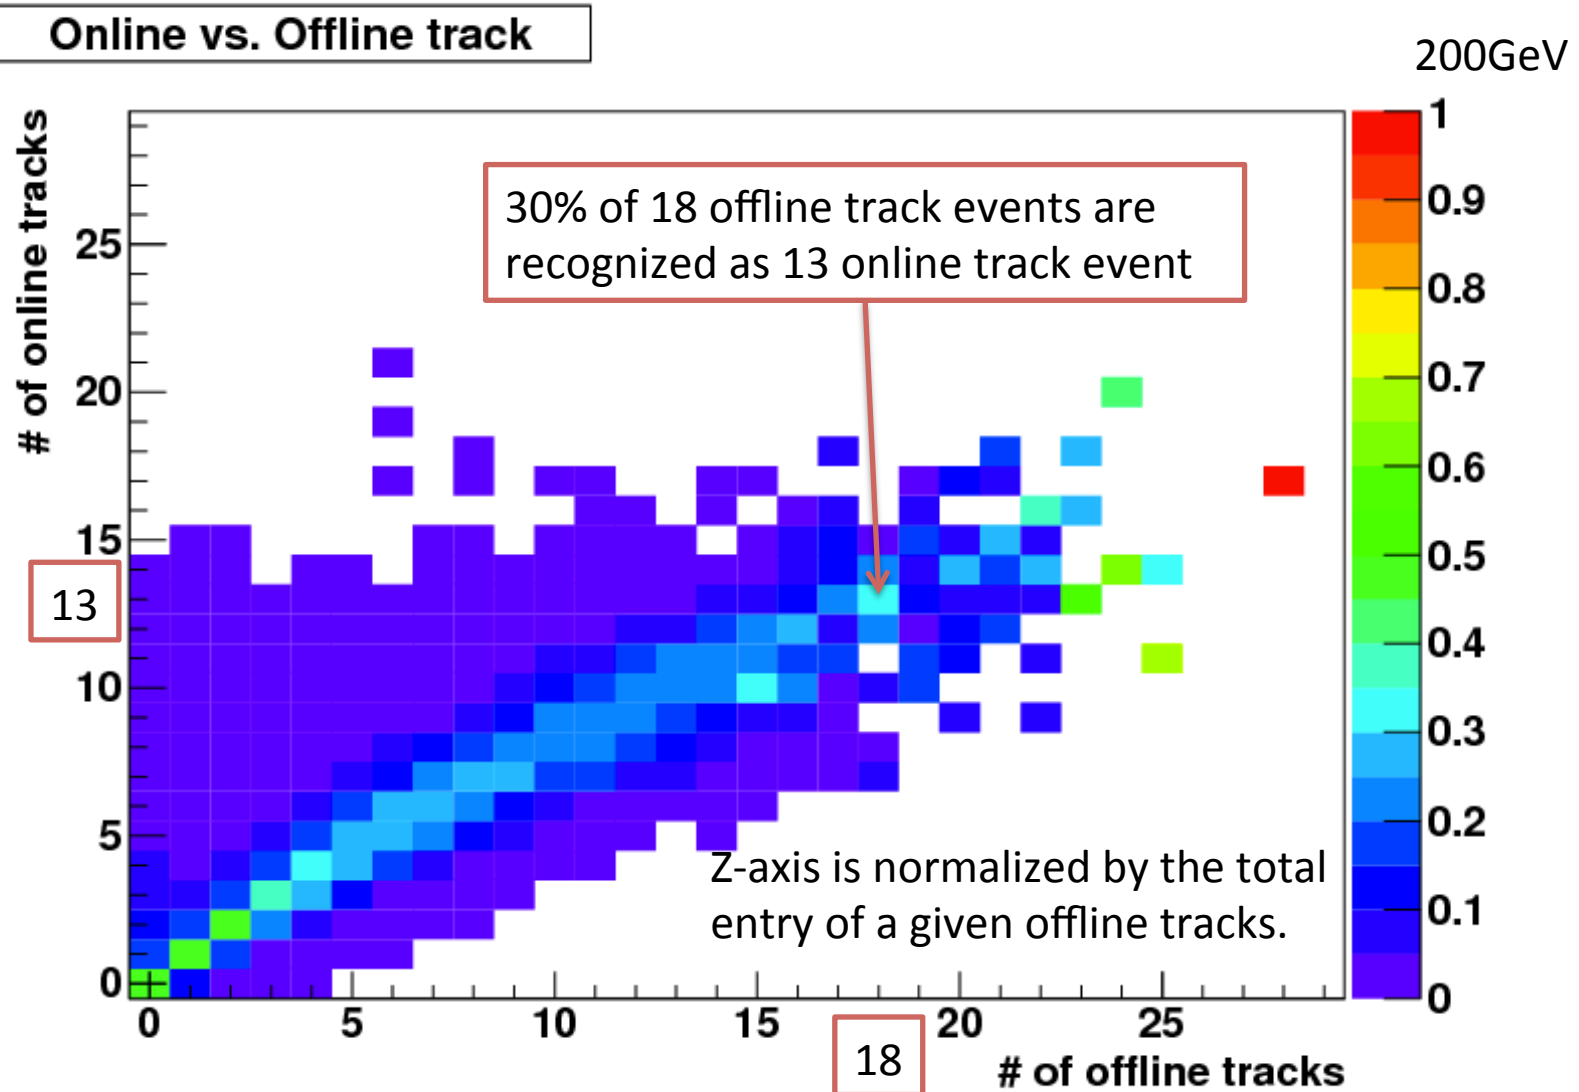 Online vs. Offline track
200GeV
# of online tracks
30% of 18 offline track events are
recognized as 13 online track event
25
20
15
13
10
5
0
Z-axis is normalized by the total
entry of a given offline tracks.
0 5 10 15 20 25
18
# of offline tracks
1
0.9
0.8
0.7
0.6
0.5
0.4
0.3
0.2
0.1
0